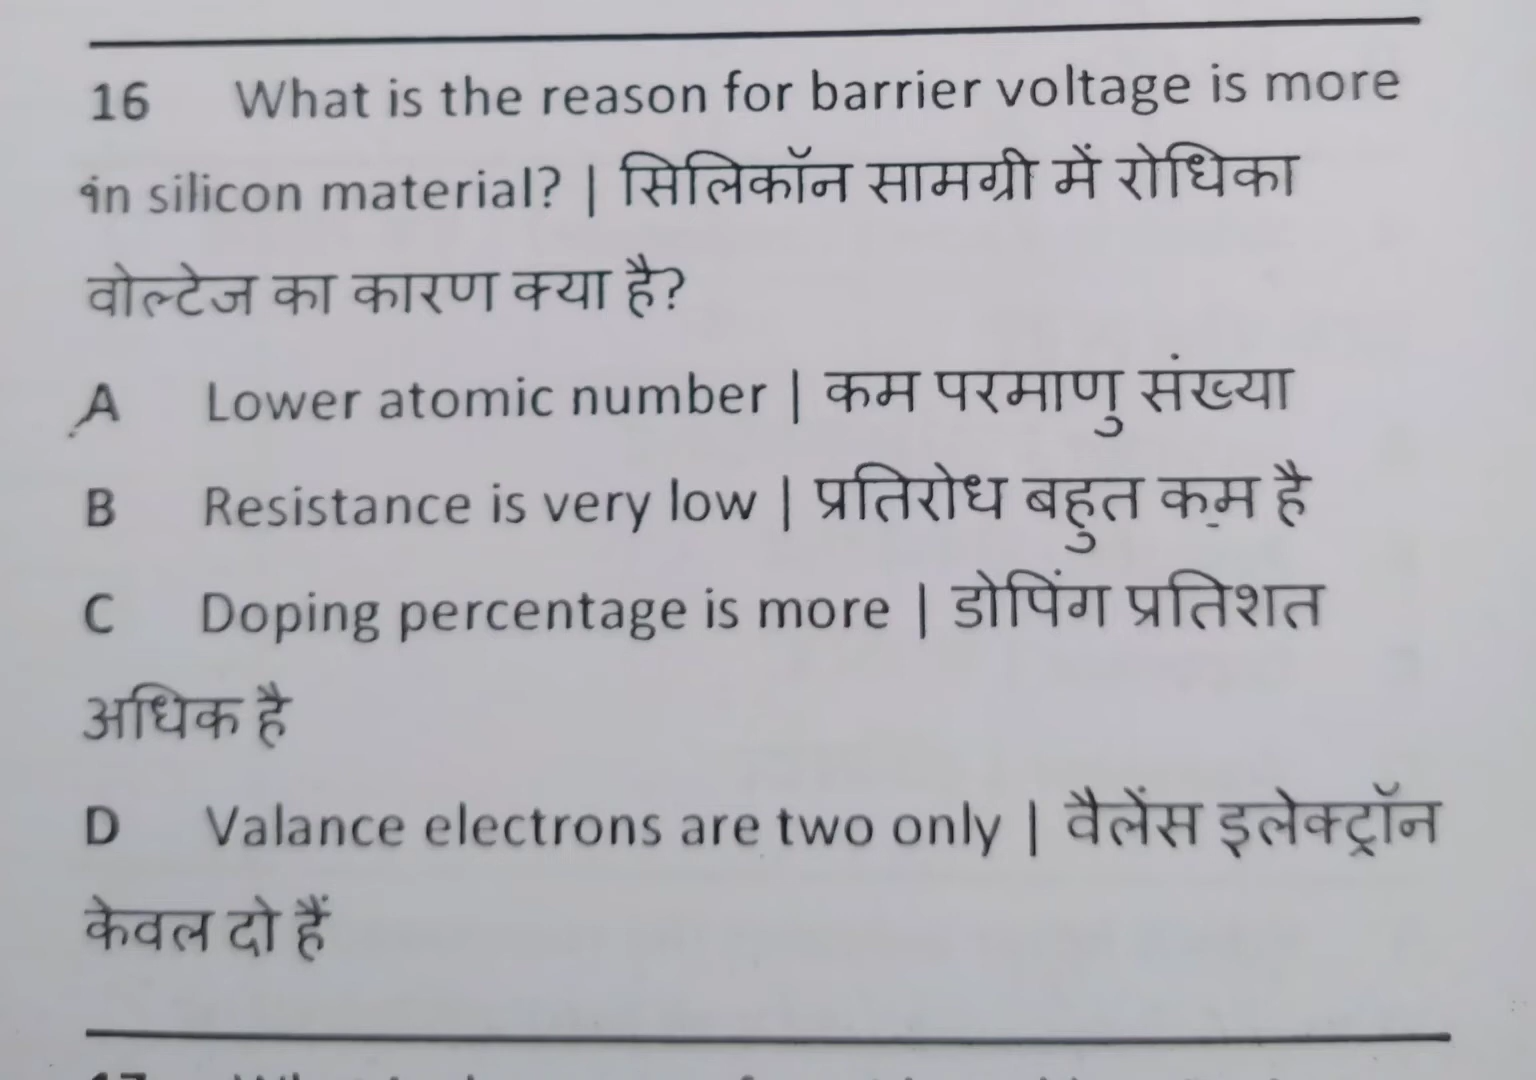 16 What is the reason for barrier voltage is more
in silicon material? | सिलिकॉन सामग्री में रोधिका
वोल्टेज का कारण क्या है?
A Lower atomic number | कम परमाणु संख्या
B Resistance is very low | प्रतिरोध बहुत कम है
C Doping percentage is more | डोपिंग प्रतिशत
अधिक है
D Valance electrons are two only | वैलेंस इलेक्ट्रॉन
केवल दो हैं